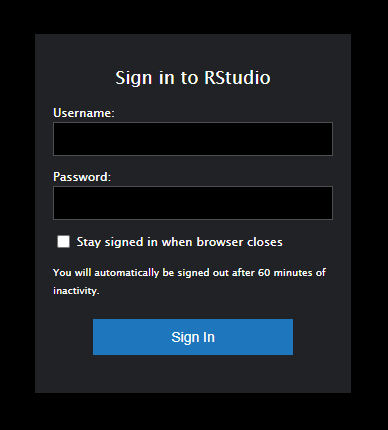 Sign in to RStudio
Username:
Password:
Stay signed in when browser closes
You will automatically be signed out after 60 minutes of
inactivity.
Sign In